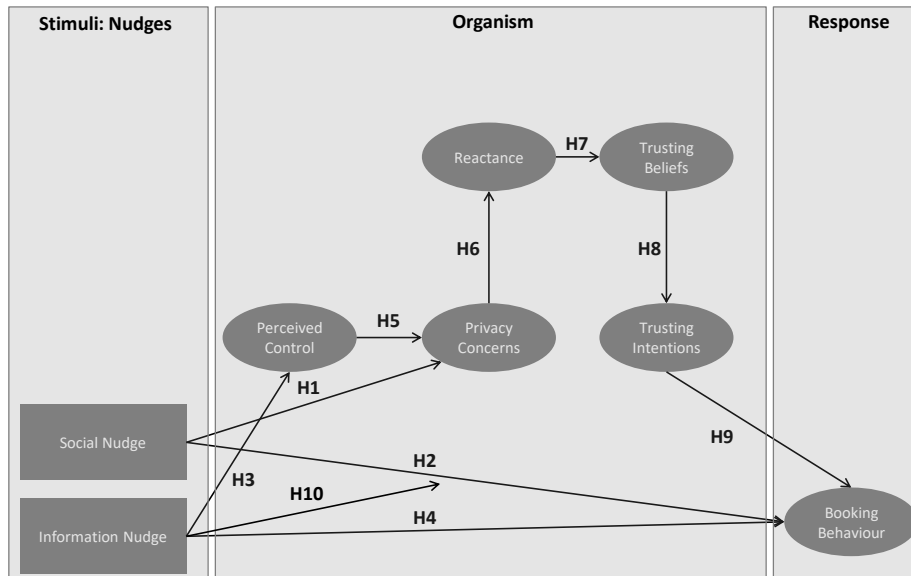 Stimuli: Nudges
Organism
Response
Reactance
H7
Trusting
Beliefs
H6
H8
Perceived
Control
H5
Privacy
Concerns
Trusting
Intentions
H1
Social Nudge
H9
H2
H3
H10
H4
Information Nudge
Booking
Behaviour